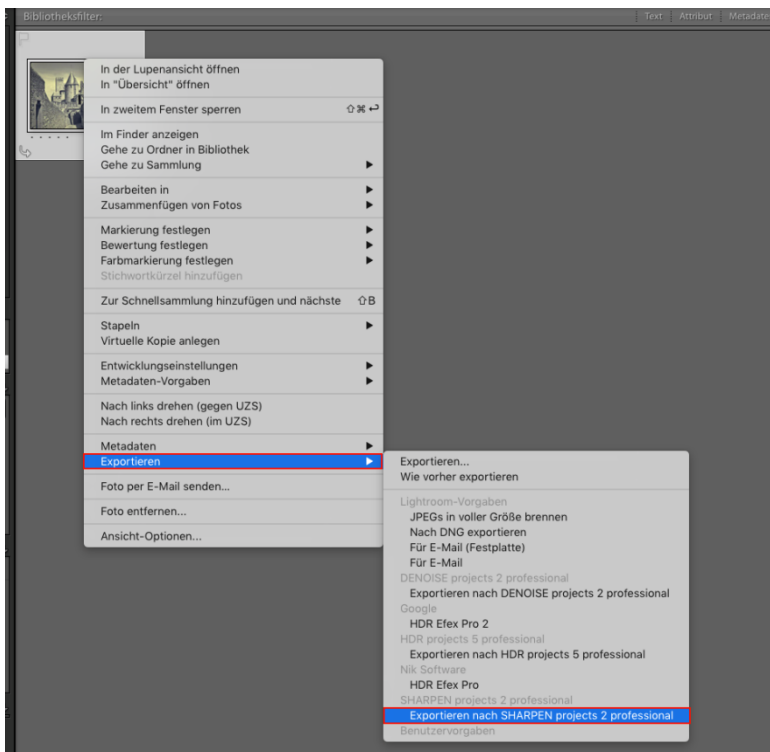 Bibliotheksfilter:
Text Attribut
In der Lupenansicht öffnen
In "Übersicht" öffnen
In zweitem Fenster sperren ⇧⌘↩
Im Finder anzeigen
Gehe zu Ordner in Bibliothek
Gehe zu Sammlung
Bearbeiten in
Zusammenfügen von Fotos
Markierung festlegen
Bewertung festlegen
Farbmarkierung festlegen
Stichwortkürzel hinzufügen
Zur Schnellsammlung hinzufügen und nächste ⇧B
Stapeln
Virtuelle Kopie anlegen
Entwicklungseinstellungen
Metadaten-Vorgaben
Nach links drehen (gegen UZS)
Nach rechts drehen (im UZS)
Metadaten
Exportieren
Foto per E-Mail senden...
Foto entfernen...
Ansicht-Optionen...
Exportieren...
Wie vorher exportieren
Lightroom-Vorgaben
JPEGs in voller Größe brennen
Nach DNG exportieren
Für E-Mail (Festplatte)
Für E-Mail
DENOISE projects 2 professional
Exportieren nach DENOISE projects 2 professional
Google
HDR Efex Pro 2
HDR projects 5 professional
Exportieren nach HDR projects 5 professional
Nik Software
HDR Efex Pro
SHARPEN projects 2 professional
Exportieren nach SHARPEN projects 2 professional
Benutzervorgaben